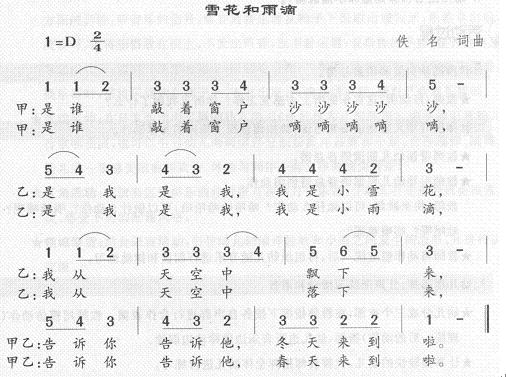 雪花和雨滴
1=D 2/4
佚名 词曲
1 1 2 | 3 3 3 4 | 3 3 3 4 | 5 - |
甲:是谁 敲着窗户 沙沙沙沙 沙,
甲:是谁 敲着窗户 嘀嘀嘀嘀 嘀,
5 4 3 | 4 3 2 | 4 4 4 2 | 3 - |
乙:是 我 是 我, 我是小雪 花,
乙:是 我 是 我, 我是小雨 滴,
1 1 2 | 3 3 3 4 | 5 6 5 | 3 - |
乙:我从 天空中 飘下 来,
乙:我从 天空中 落下 来,
5 4 3 | 4 3 2 | 4 3 2 2 | 1 ‖
甲乙:告诉你 告诉他, 冬天来到 啦。
甲乙:告诉你 告诉他, 春天来到 啦。